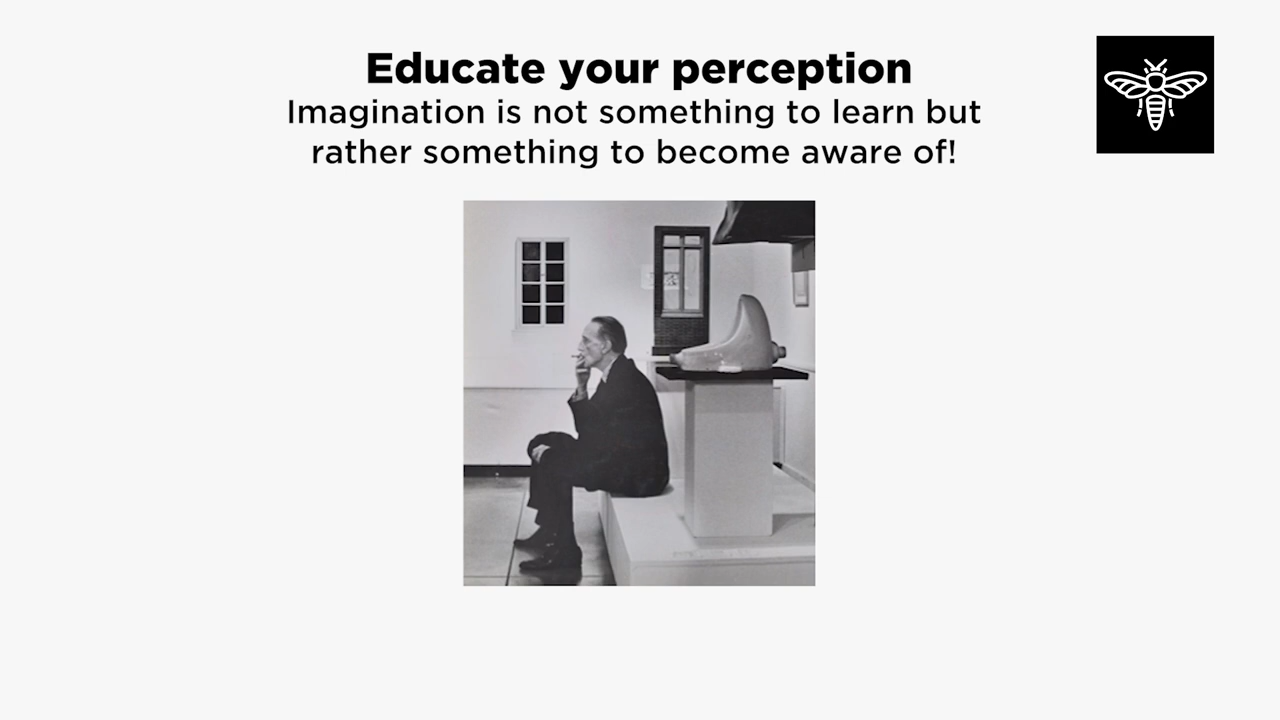 Educate your perception
Imagination is not something to learn but
rather something to become aware of!